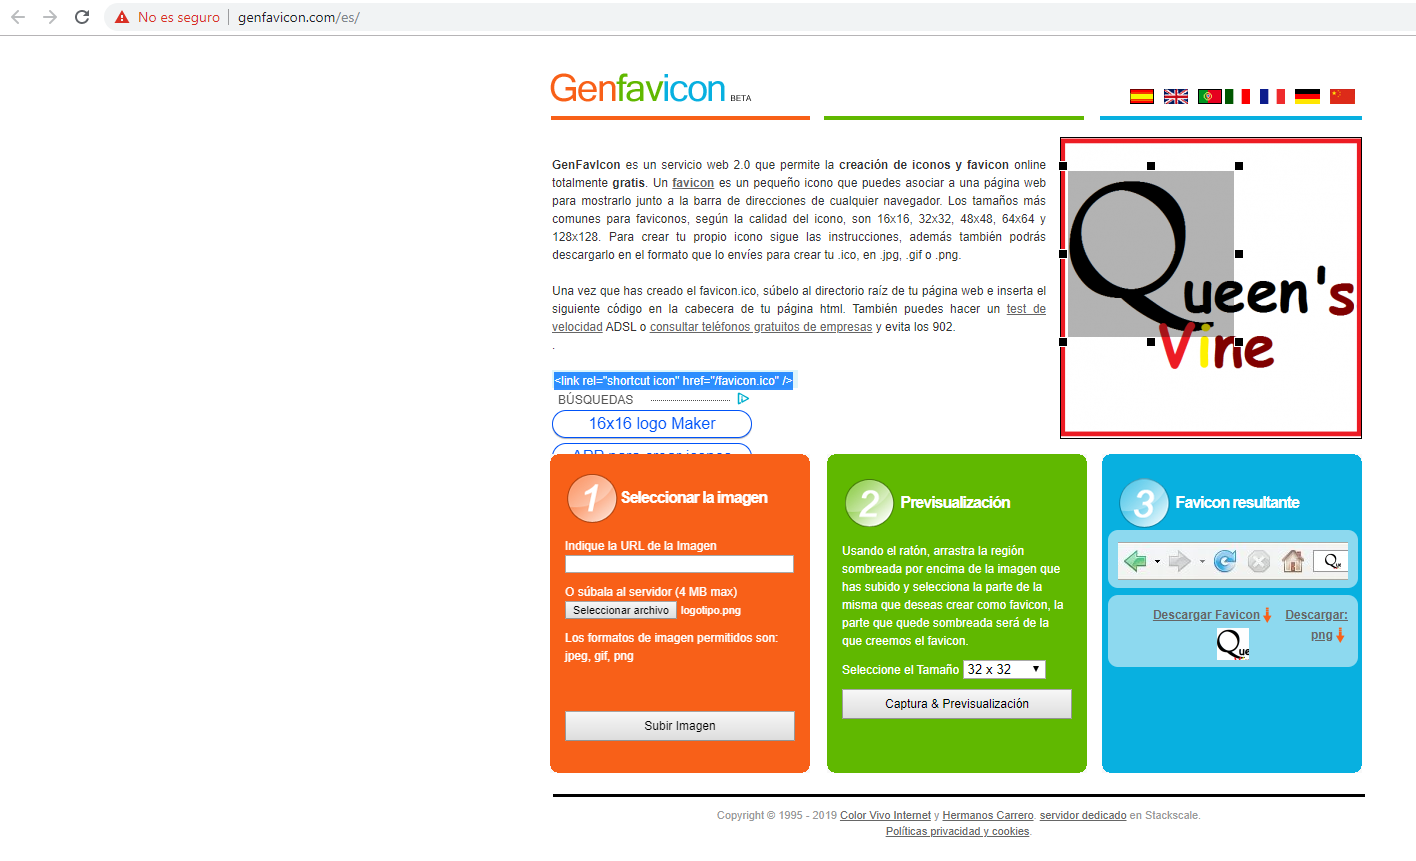 No es seguro | genfavicon.com/es/
Genfavicon BETA
GenFavIcon es un servicio web 2.0 que permite la creación de iconos y favicon online
totalmente gratis. Un favicon es un pequeño icono que puedes asociar a una página web
para mostrarlo junto a la barra de direcciones de cualquier navegador. Los tamaños más
comunes para faviconos, según la calidad del icono, son 16x16, 32x32, 48x48, 64x64 y
128x128. Para crear tu propio icono sigue las instrucciones, además también podrás
descargarlo en el formato que lo envíes para crear tu .ico, en .jpg, .gif o .png.
Una vez que has creado el favicon.ico, súbelo al directorio raíz de tu página web e inserta el
siguiente código en la cabecera de tu página html. También puedes hacer un test de
velocidad ADSL o consultar teléfonos gratuitos de empresas y evita los 902.
.
<link rel="shortcut icon" href="/favicon.ico" />
BÚSQUEDAS
16x16 logo Maker
APP para crear iconos
Queen's
Vine
1 Seleccionar la imagen
Indique la URL de la Imagen
O súbala al servidor (4 MB max)
Seleccionar archivo logotipo.png
Los formatos de imagen permitidos son:
jpeg, gif, png
Subir Imagen
2 Previsualización
Usando el ratón, arrastra la región
sombreada por encima de la imagen que
has subido y selecciona la parte de la
misma que deseas crear como favicon, la
parte que quede sombreada será de la
que creemos el favicon.
Seleccione el Tamaño 32 x 32
Captura & Previsualización
3 Favicon resultante
Descargar Favicon
Descargar:
png
Que
Copyright © 1995 - 2019 Color Vivo Internet y Hermanos Carrero. servidor dedicado en Stackscale.
Políticas privacidad y cookies.